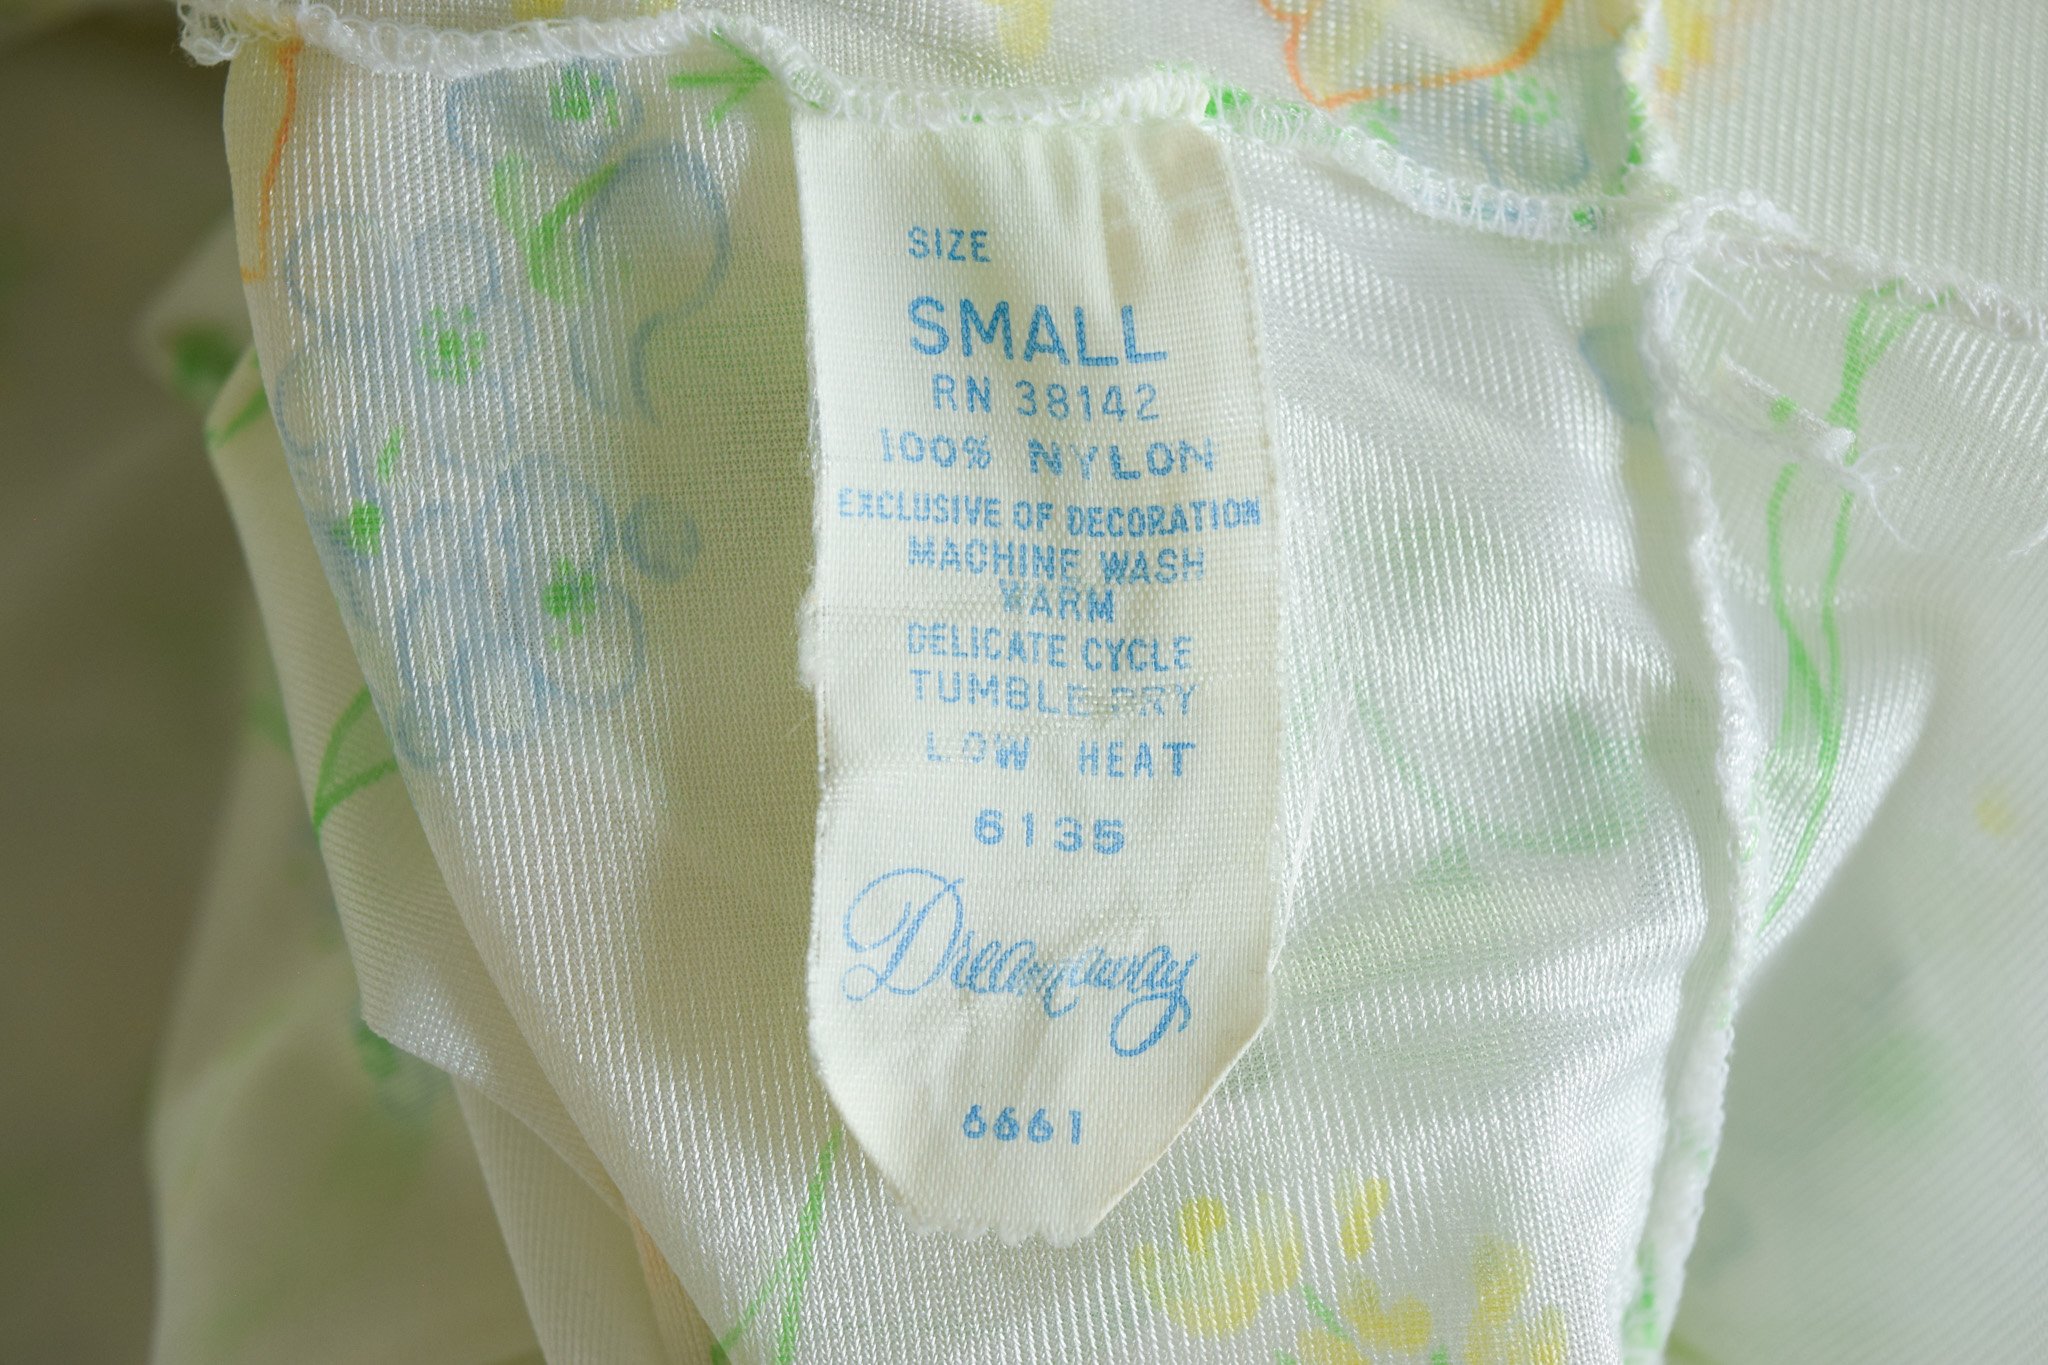 SIZE
SMALL
RN 38142
100% NYLON
EXCLUSIVE OF DECORATION
MACHINE WASH
WARM
DELICATE CYCLE
TUMBLE DRY
LOW HEAT
6135
Dreamaway
6661